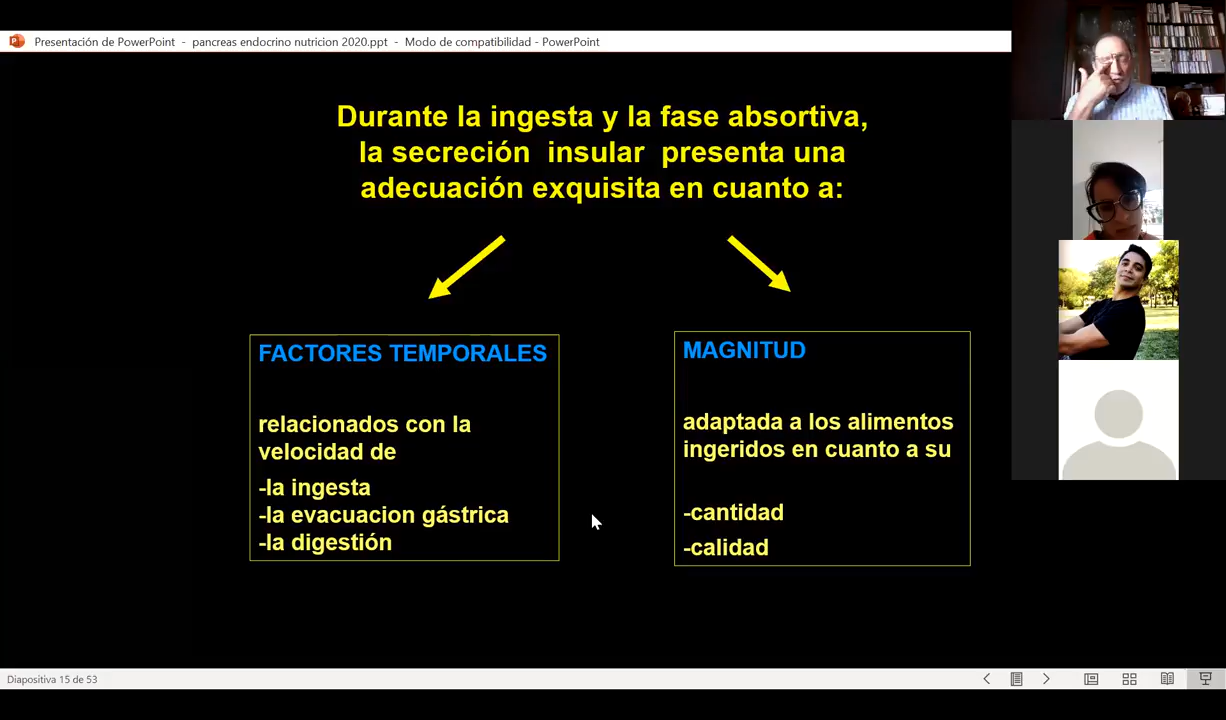 Presentación de PowerPoint - pancreas endocrino nutricion 2020.ppt - Modo de compatibilidad - PowerPoint
Durante la ingesta y la fase absortiva,
la secreción insular presenta una
adecuación exquisita en cuanto a:
FACTORES TEMPORALES
relacionados con la
velocidad de
-la ingesta
-la evacuacion gástrica
-la digestión
MAGNITUD
adaptada a los alimentos
ingeridos en cuanto a su
-cantidad
-calidad
Diapositiva 15 de 53